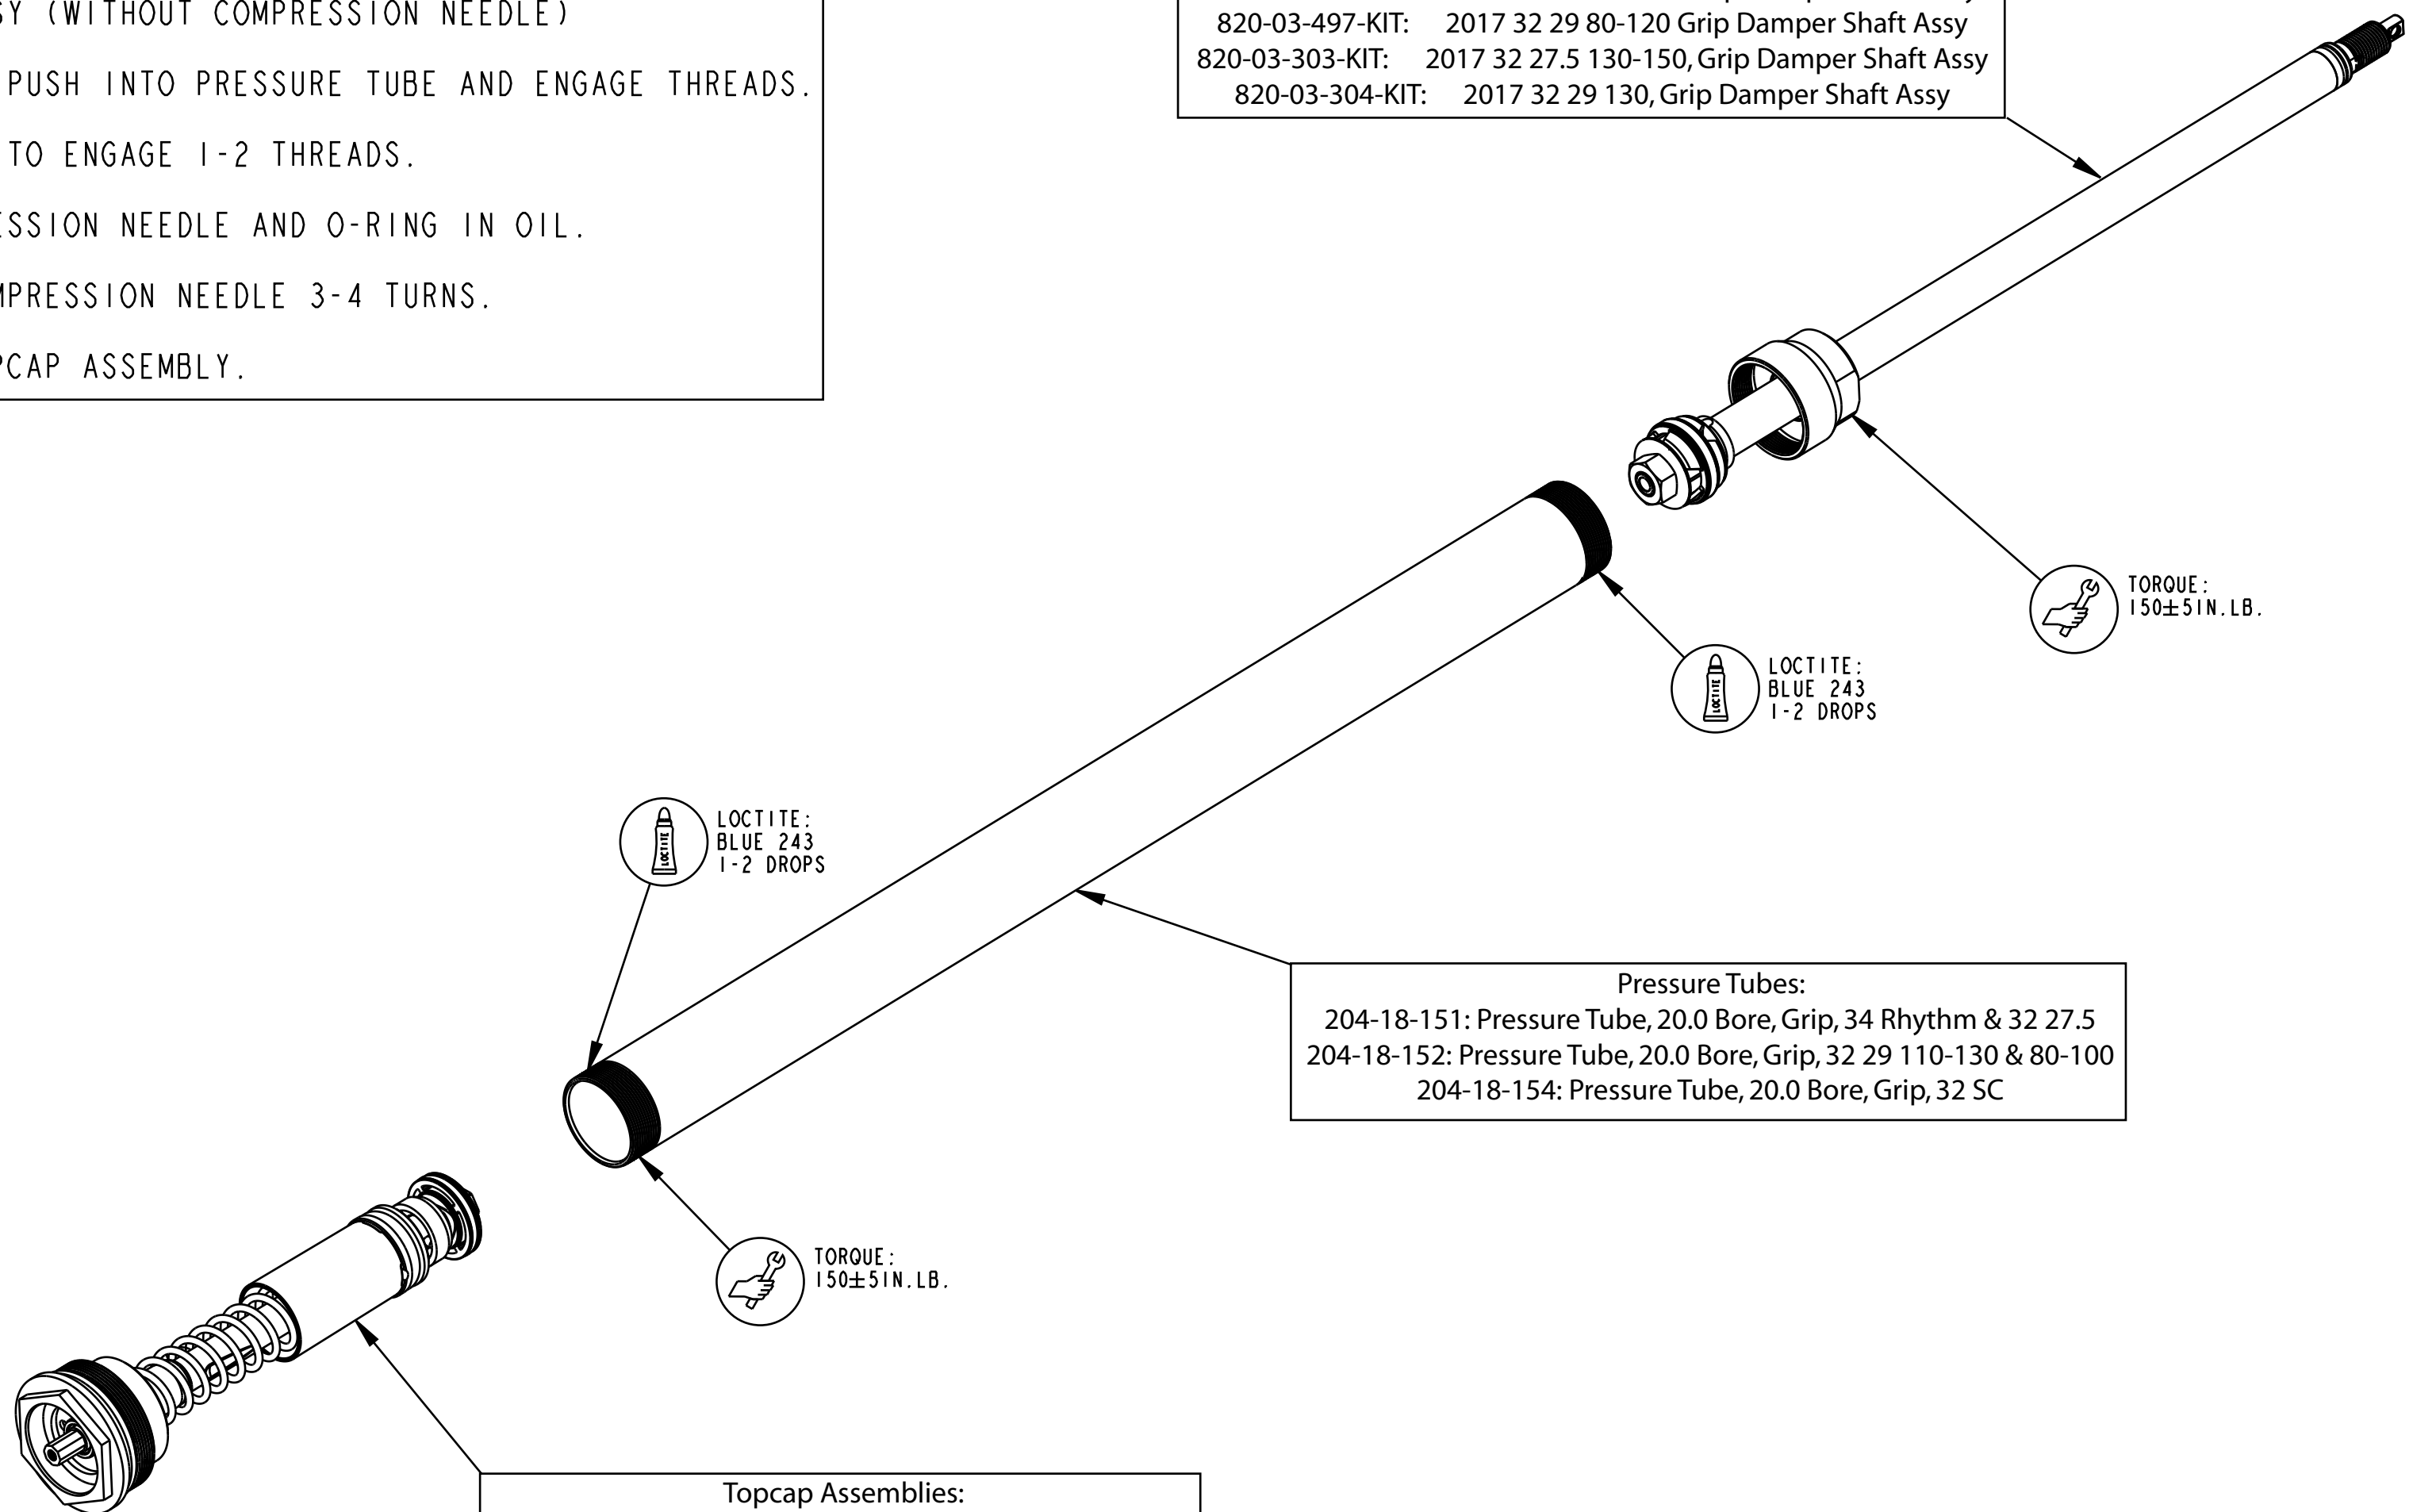 (WITHOUT COMPRESSION NEEDLE)
PUSH INTO PRESSURE TUBE AND ENGAGE THREADS.
TO ENGAGE 1-2 THREADS.
NEEDLE AND O-RING IN OIL.
NEEDLE 3-4 TURNS.
ASSEMBLY.
820-03-497-KIT: 2017 32 29 80-120 Grip Damper Shaft Assy
820-03-303-KIT: 2017 32 27.5 130-150, Grip Damper Shaft Assy
820-03-304-KIT: 2017 32 29 130, Grip Damper Shaft Assy
TORQUE:
150±5IN.LB.
LOCTITE:
BLUE 243
1-2 DROPS
LOCTITE
LOCTITE:
BLUE 243
1-2 DROPS
LOCTITE
Pressure Tubes:
204-18-151: Pressure Tube, 20.0 Bore, Grip, 34 Rhythm & 32 27.5
204-18-152: Pressure Tube, 20.0 Bore, Grip, 32 29 110-130 & 80-100
204-18-154: Pressure Tube, 20.0 Bore, Grip, 32 SC
TORQUE:
150±5IN.LB.
Topcap Assemblies: